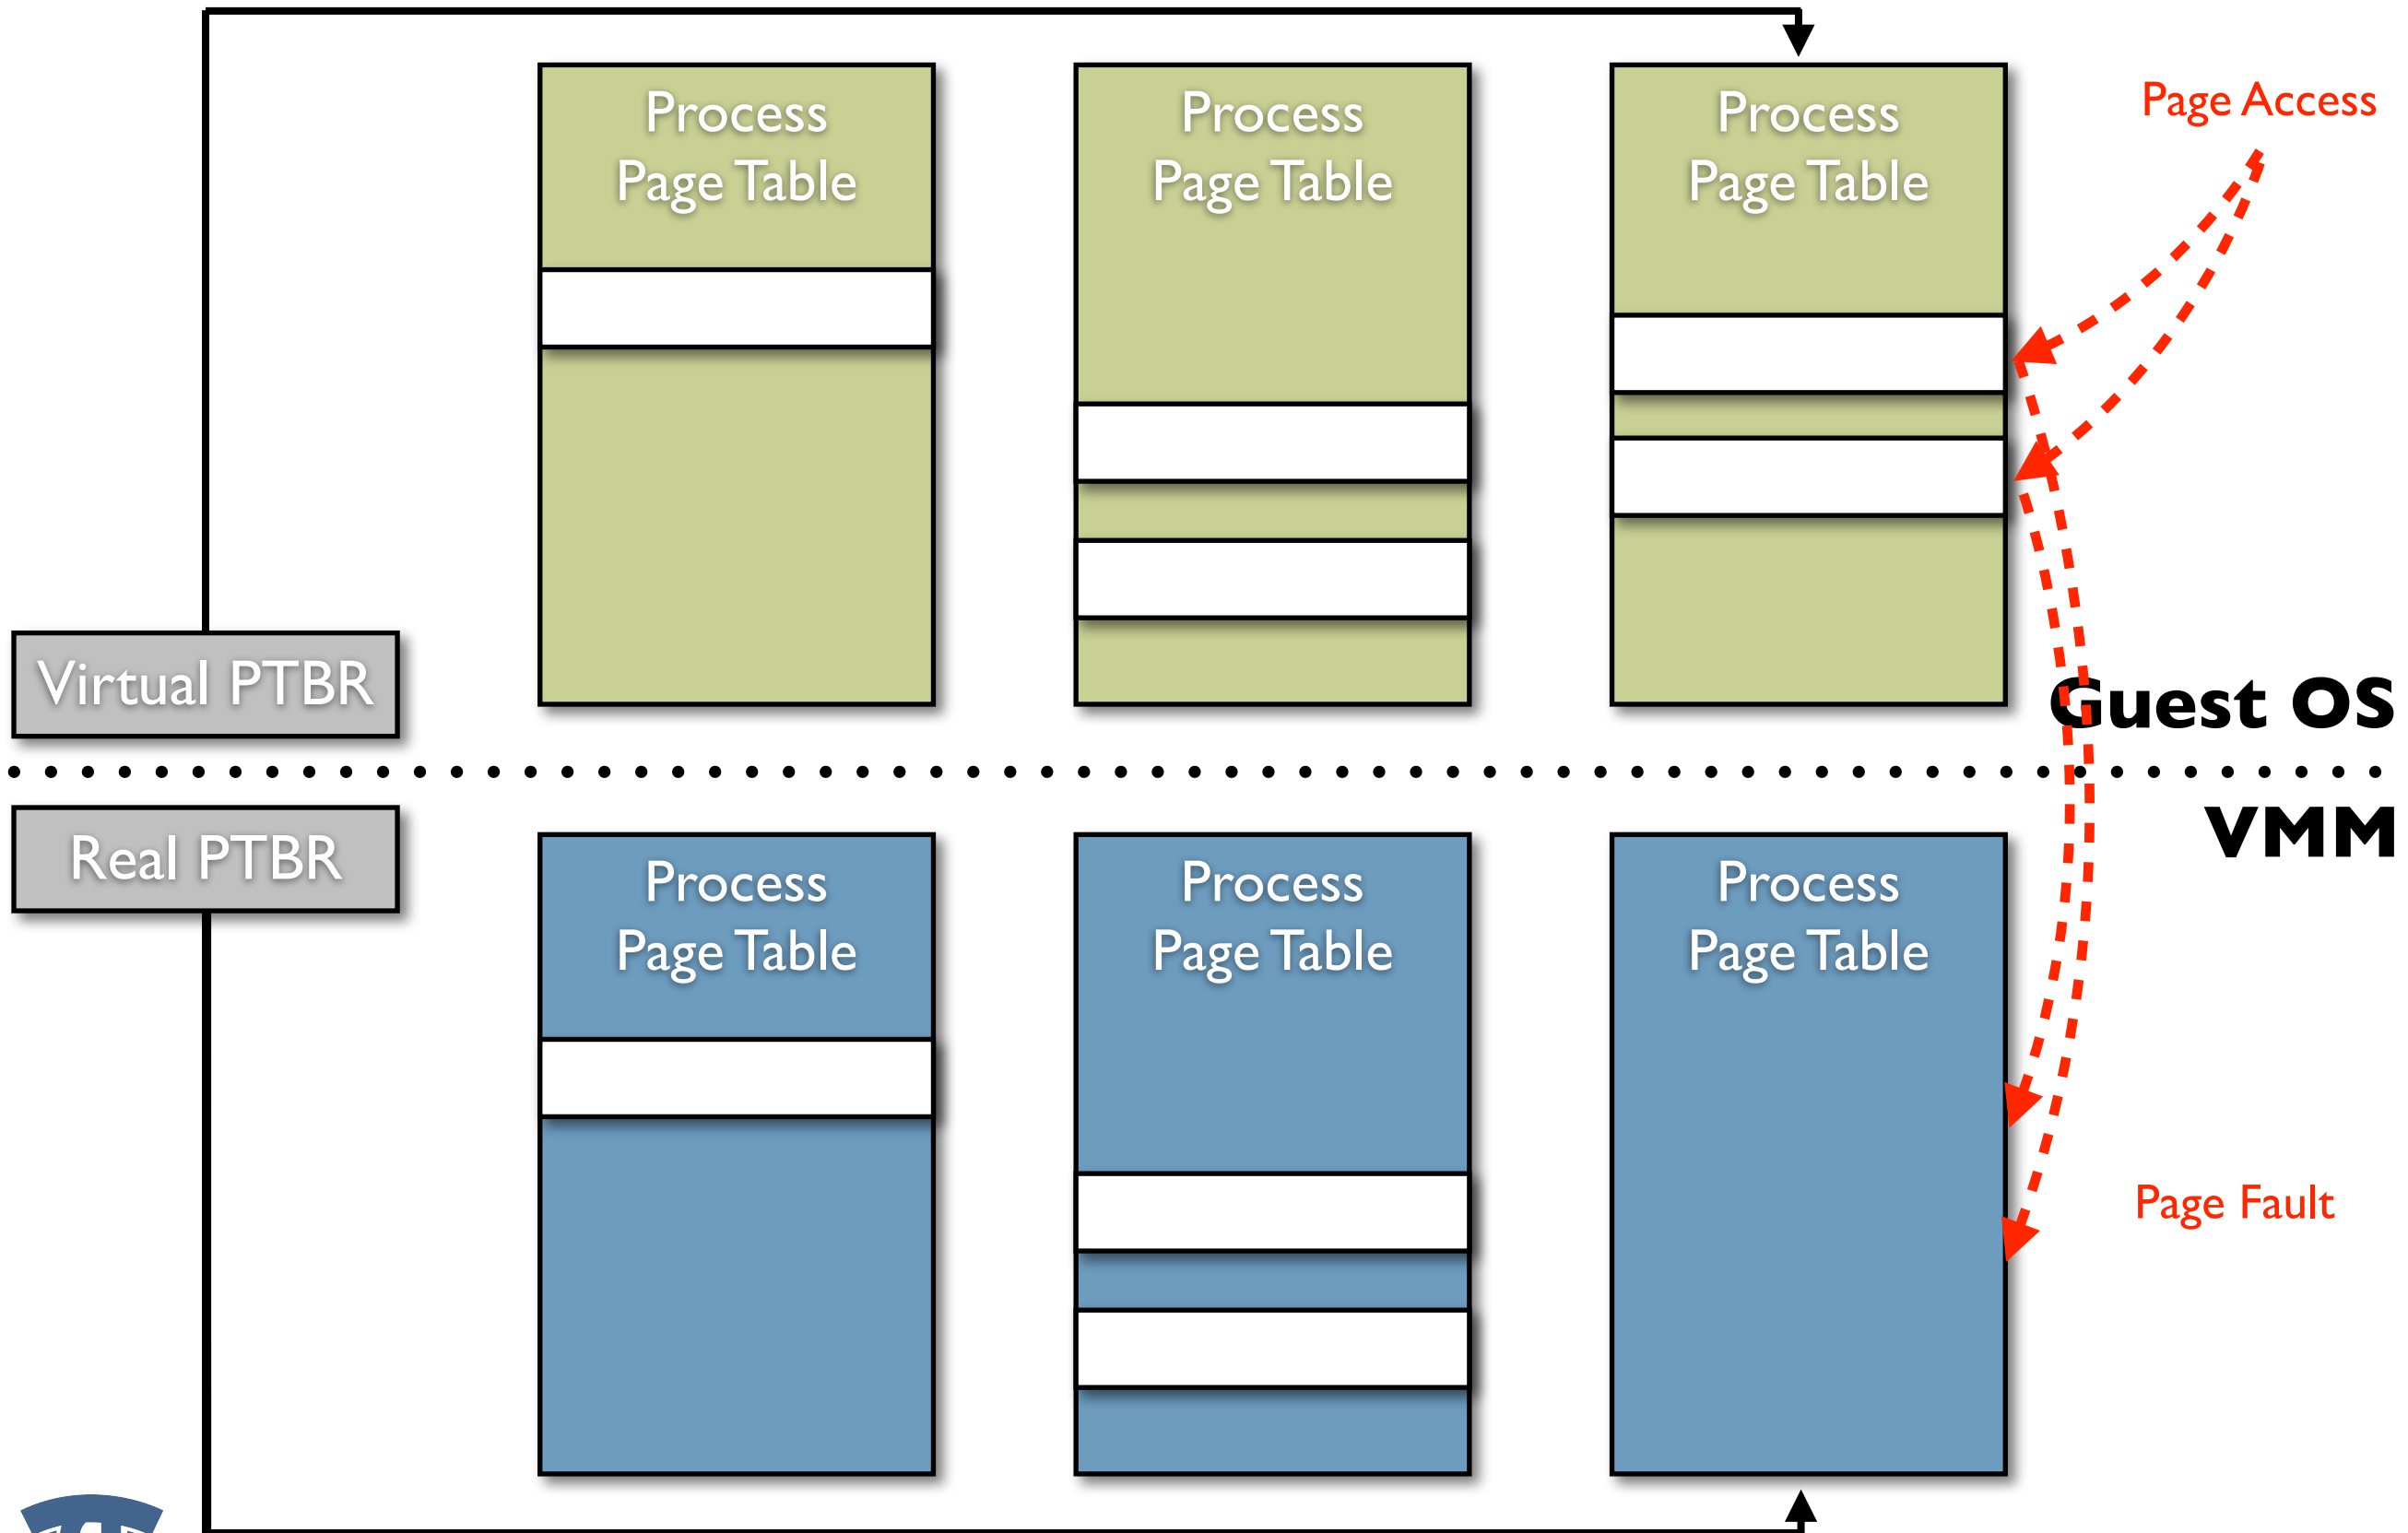 Process
Page Table
Process
Page Table
Process
Page Table
Page Access
Virtual PTBR
Guest OS
Real PTBR
VMM
Process
Page Table
Process
Page Table
Process
Page Table
Page Fault